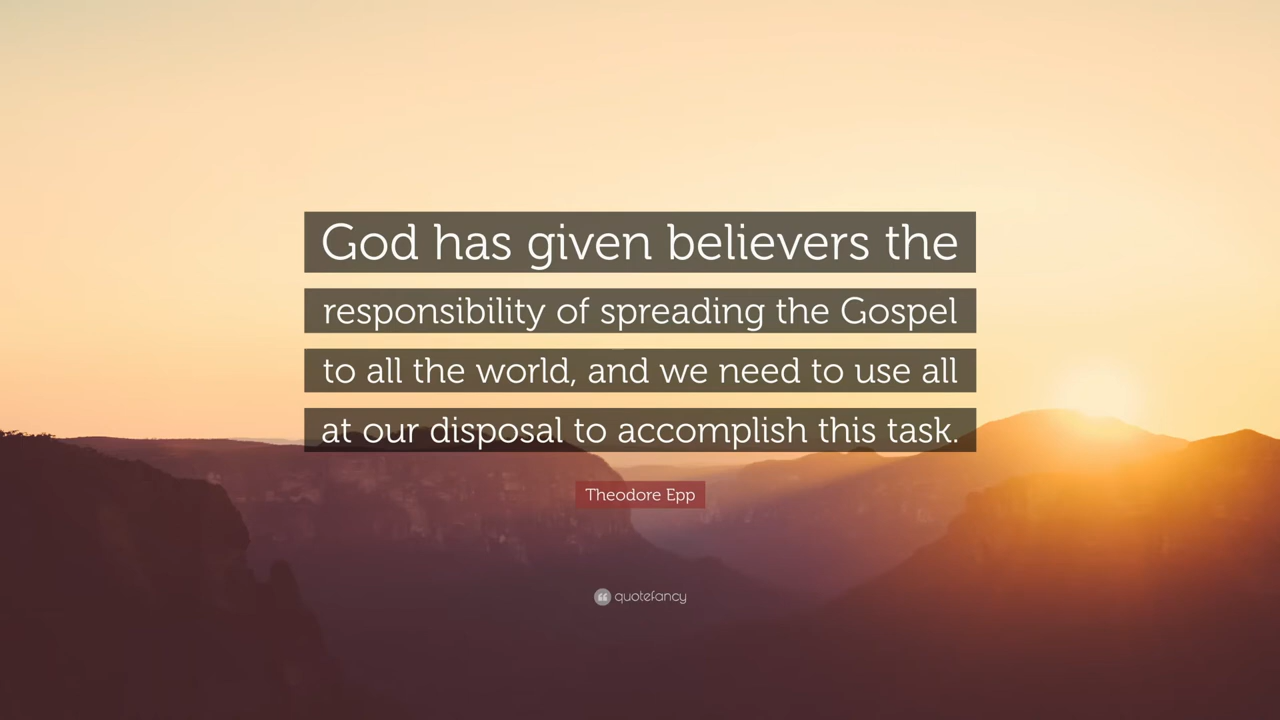 God has given believers the
responsibility of spreading the Gospel
to all the world, and we need to use all
at our disposal to accomplish this task.
Theodore Epp
quotefancy